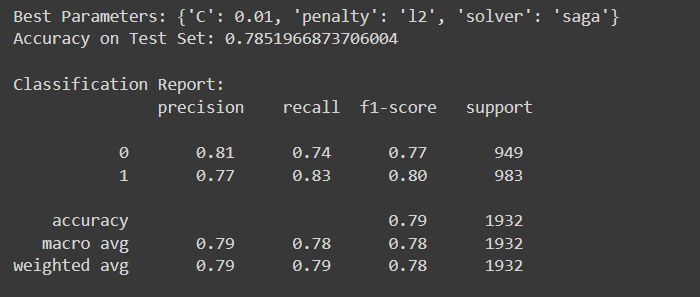 Best Parameters: {'C': 0.01, 'penalty': 'l2', 'solver': 'saga'}
Accuracy on Test Set: 0.7851966873706004
Classification Report:
precision recall f1-score support
0 0.81 0.74 0.77 949
1 0.77 0.83 0.80 983
accuracy 0.79 1932
macro avg 0.79 0.78 0.78 1932
weighted avg 0.79 0.79 0.78 1932